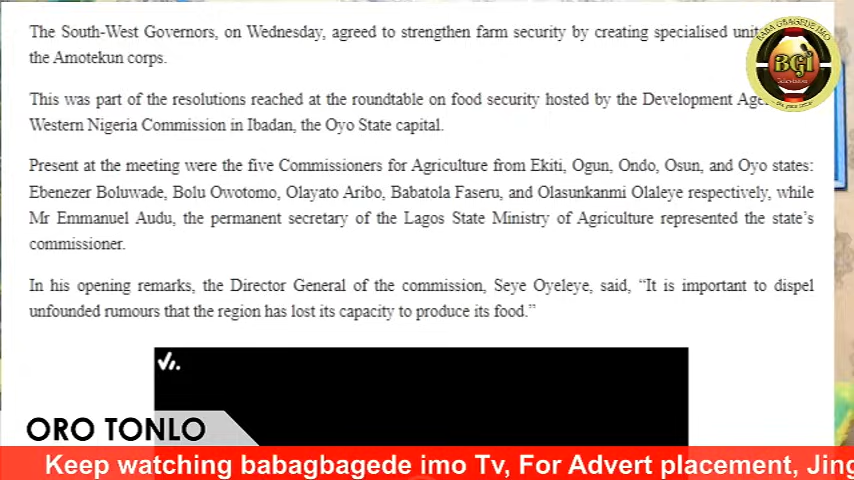 The South-West Governors, on Wednesday, agreed to strengthen farm security by creating specialised
the Amotekun corps.
This was part of the resolutions reached at the roundtable on food security hosted by the Development
Western Nigeria Commission in Ibadan, the Oyo State capital.
Present at the meeting were the five Commissioners for Agriculture from Ekiti, Ogun, Ondo, Osun, and Oyo states:
Ebenezer Boluwade, Bolu Owotomo, Olayato Aribo, Babatola Faseru, and Olasunkanmi Olaleye respectively, while
Mr Emmanuel Audu, the permanent secretary of the Lagos State Ministry of Agriculture represented the state’s
commissioner.
In his opening remarks, the Director General of the commission, Seye Oyeleye, said, “It is important to dispel
unfounded rumours that the region has lost its capacity to produce its food.”
BABA GBAGEDE IMO
BGI
ORO TONLO
Keep watching babagbagede imo Tv, For Advert placement, Jing